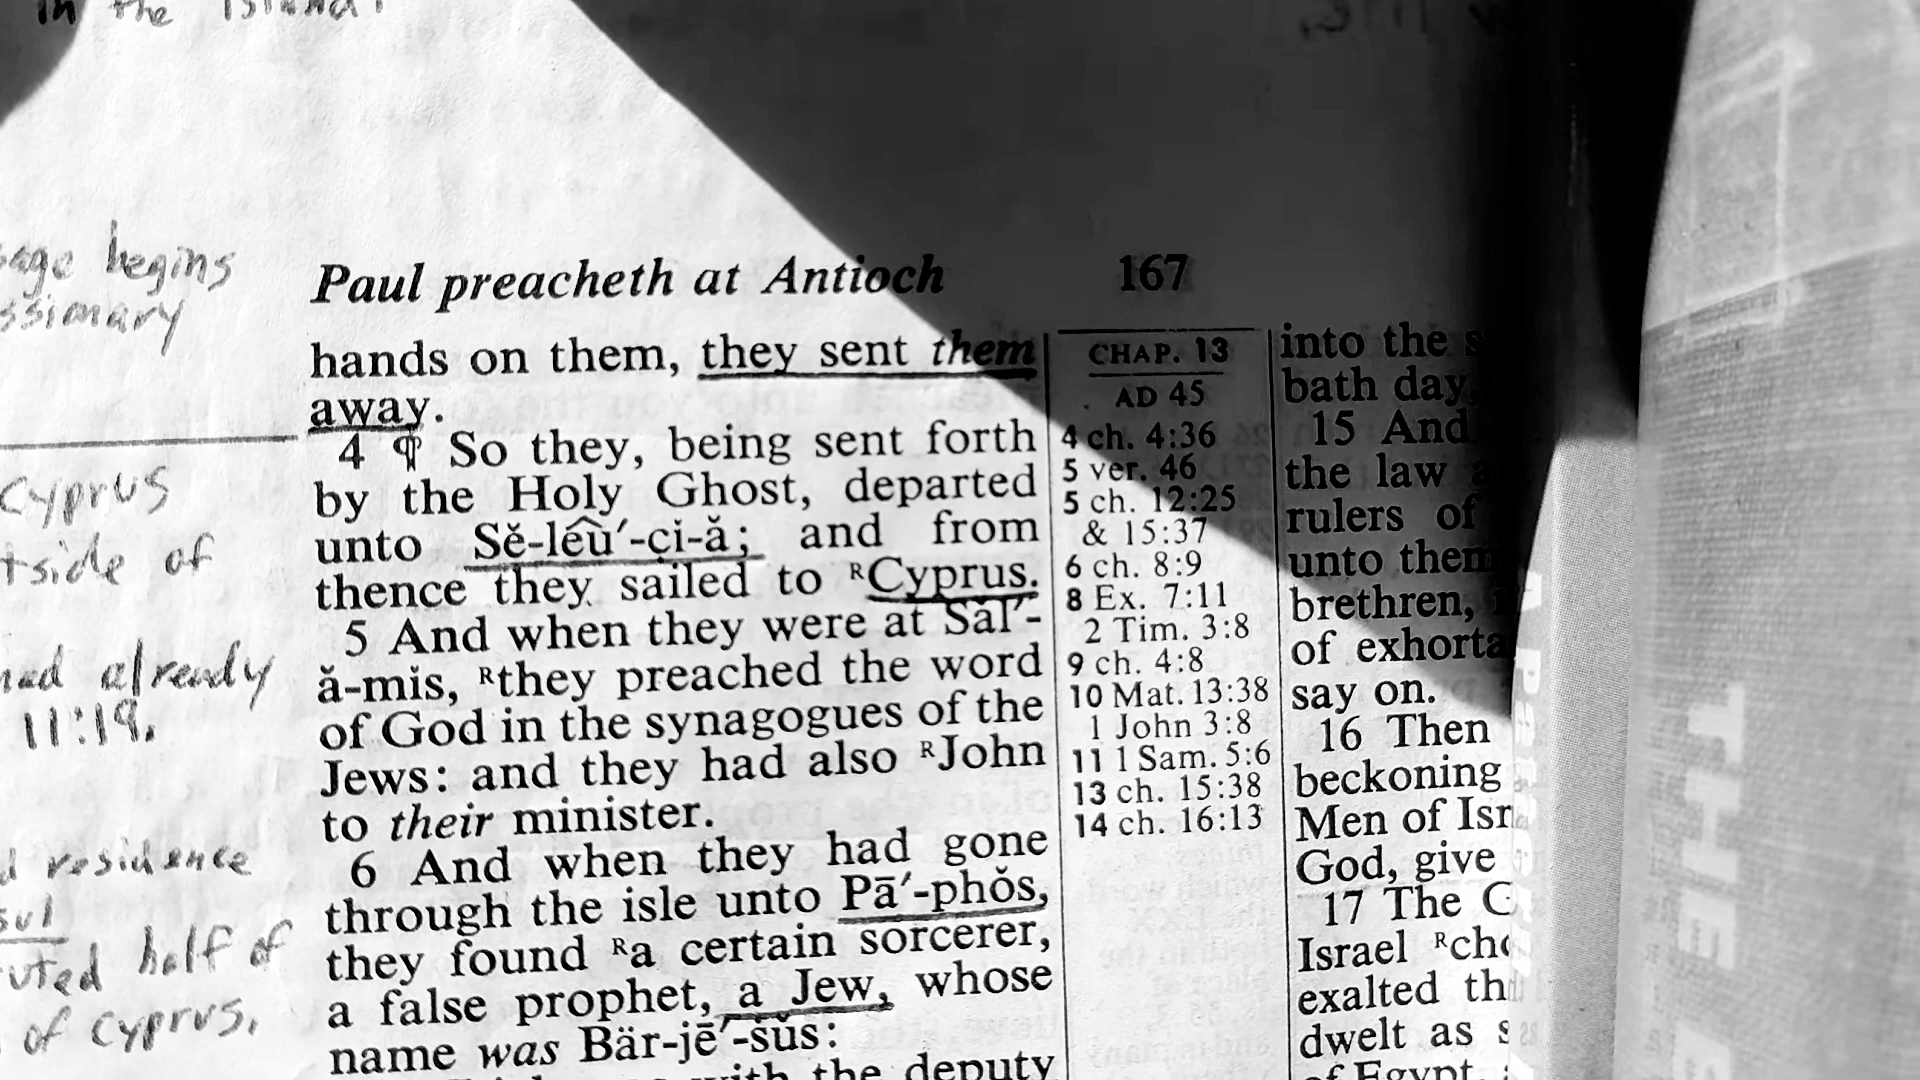 in the island.
begins
Cyprus
of
already
11:19.
residence
half of
of Cyprus.
Paul preacheth at Antioch
167
hands on them, they sent them
away.
4 ¶ So they, being sent forth
by the Holy Ghost, departed
unto Sĕ-leû′-çi-ă; and from
thence they sailed to ᴿCyprus.
5 And when they were at Săl′-
ă-mis, ᴿthey preached the word
of God in the synagogues of the
Jews: and they had also ᴿJohn
to their minister.
6 And when they had gone
through the isle unto Pā′-phŏs,
they found ᴿa certain sorcerer,
a false prophet, a Jew, whose
name was Bär-jē′-sŭs:
with the deputy
CHAP. 13
AD 45
4 ch. 4:36
5 ver. 46
5 ch. 12:25
& 15:37
6 ch. 8:9
8 Ex. 7:11
2 Tim. 3:8
9 ch. 4:8
10 Mat. 13:38
1 John 3:8
11 1 Sam. 5:6
13 ch. 15:38
14 ch. 16:13
into the
bath day,
15 And
the law
rulers of
unto them
brethren,
of exhorta
say on.
16 Then
beckoning
Men of Isr
God, give
17 The
Israel ᴿcho
exalted th
dwelt as
of Egypt,
THE